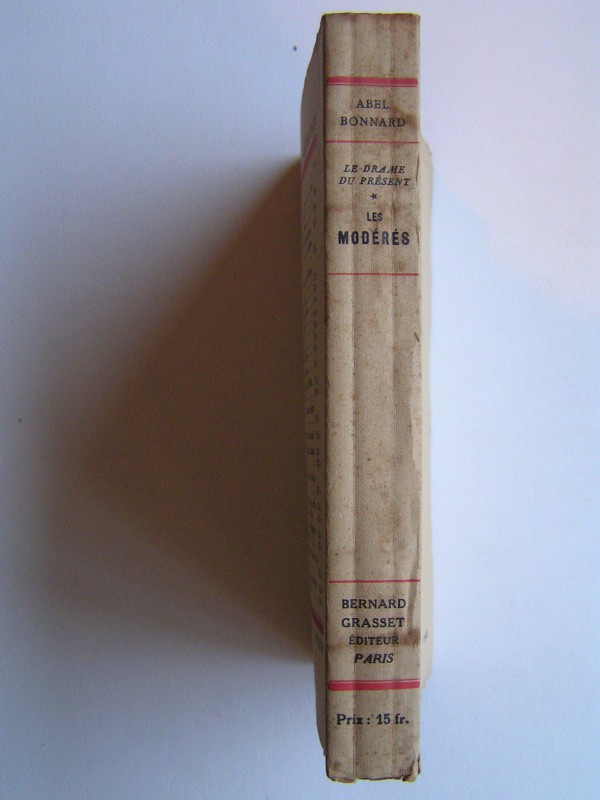 ABEL
BONNARD
LE DRAME
DU PRÉSENT
*
LES
MODÉRÉS
BERNARD
GRASSET
ÉDITEUR
PARIS
Prix : 15 fr.